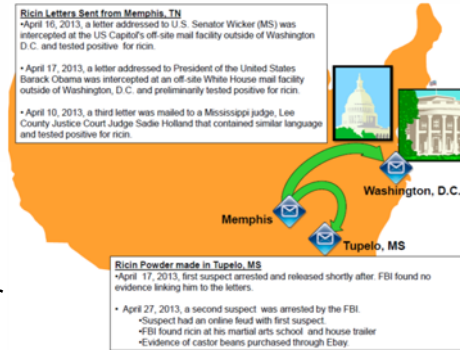 Ricin Letters Sent from Memphis, TN
•April 16, 2013, a letter addressed to U.S. Senator Wicker (MS) was
intercepted at the US Capitol's off-site mail facility outside of Washington
D.C. and tested positive for ricin.
• April 17, 2013, a letter addressed to President of the United States
Barack Obama was intercepted at an off-site White House mail facility
outside of Washington, D.C. and preliminarily tested positive for ricin.
• April 10, 2013, a third letter was mailed to a Mississippi judge, Lee
County Justice Court Judge Sadie Holland that contained similar language
and tested positive for ricin.
Washington, D.C.
Memphis
Tupelo, MS
Ricin Powder made in Tupelo, MS
•April 17, 2013, first suspect arrested and released shortly after. FBI found no
evidence linking him to the letters.
• April 27, 2013, a second suspect was arrested by the FBI.
•Suspect had an online feud with first suspect.
•FBI found ricin at his martial arts school and house trailer
•Evidence of castor beans purchased through Ebay.